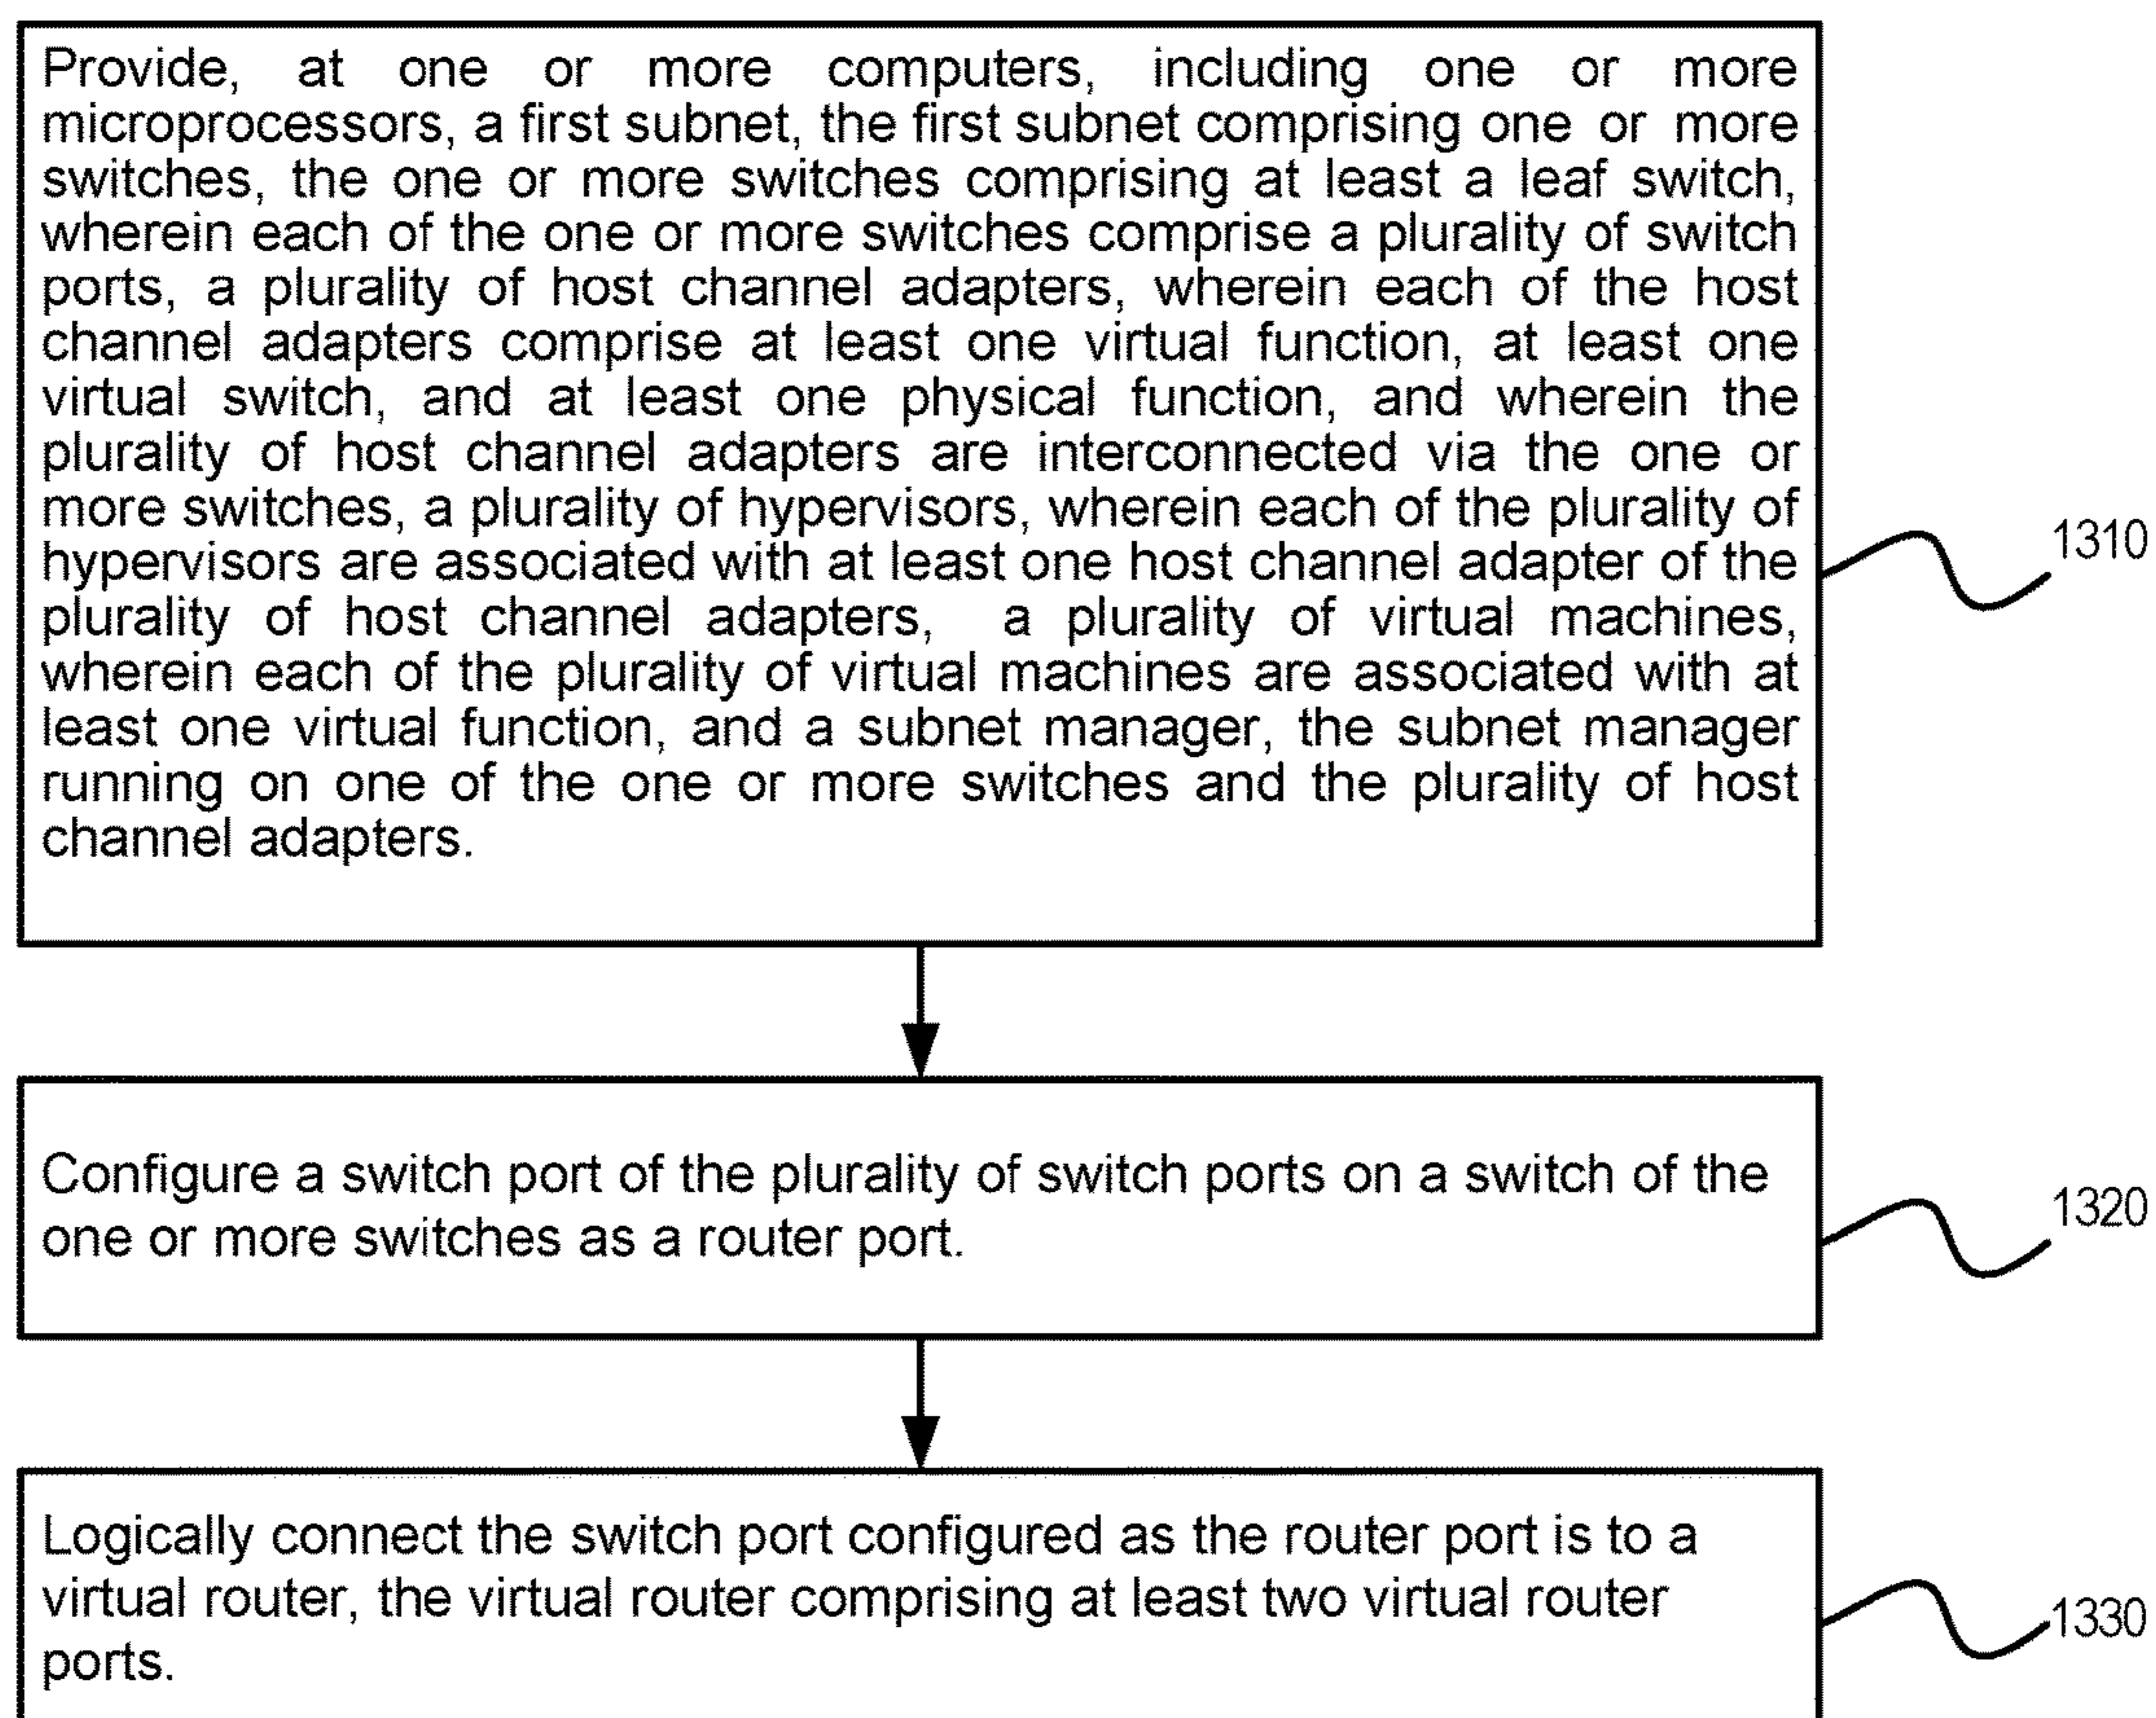 Provide, at one or more computers, including one or more
microprocessors, a first subnet, the first subnet comprising one or more
switches, the one or more switches comprising at least a leaf switch,
wherein each of the one or more switches comprise a plurality of switch
ports, a plurality of host channel adapters, wherein each of the host
channel adapters comprise at least one virtual function, at least one
virtual switch, and at least one physical function, and wherein the
plurality of host channel adapters are interconnected via the one or
more switches, a plurality of hypervisors, wherein each of the plurality of
hypervisors are associated with at least one host channel adapter of the
plurality of host channel adapters, a plurality of virtual machines,
wherein each of the plurality of virtual machines are associated with at
least one virtual function, and a subnet manager, the subnet manager
running on one of the one or more switches and the plurality of host
channel adapters.
1310
Configure a switch port of the plurality of switch ports on a switch of the
one or more switches as a router port.
1320
Logically connect the switch port configured as the router port is to a
virtual router, the virtual router comprising at least two virtual router
ports.
1330